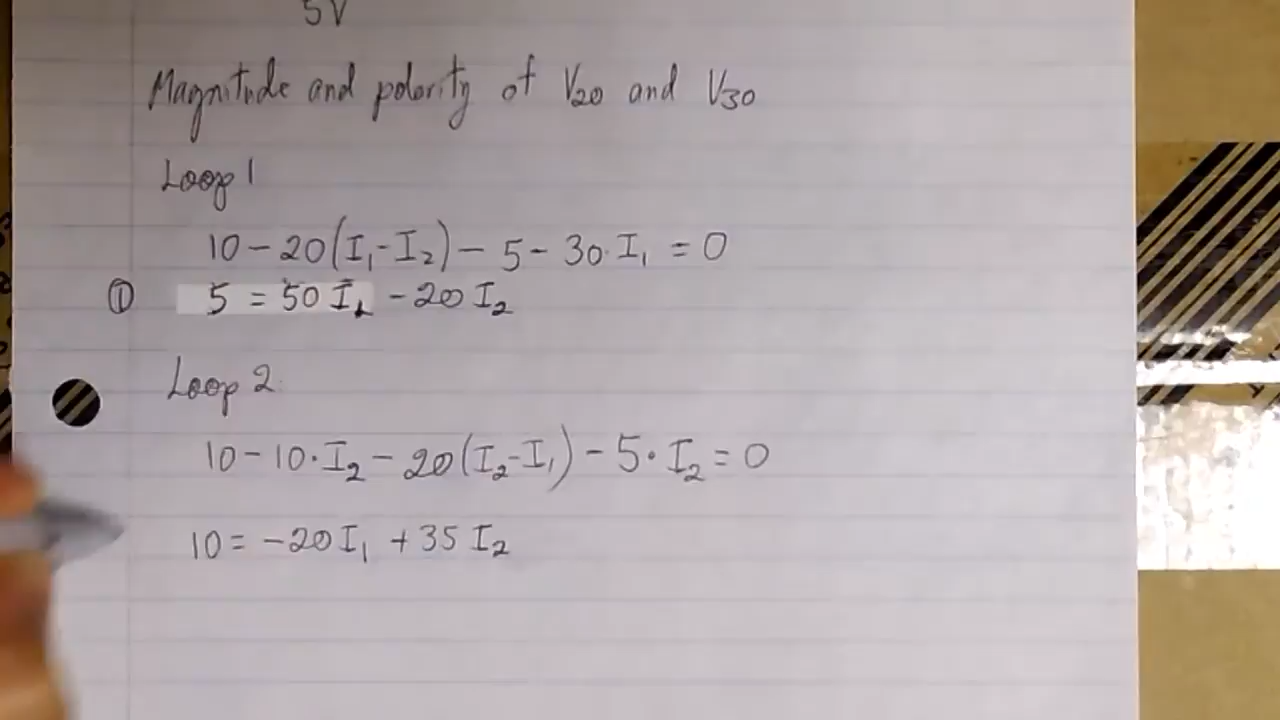 5V
Magnitude and polarity of V₂₀ and V₃₀
Loop 1
10 - 20(I₁-I₂) - 5 - 30·I₁ = 0
① 5 = 50 I₁ - 20 I₂
Loop 2
10 - 10·I₂ - 20(I₂-I₁) - 5·I₂ = 0
10 = -20 I₁ + 35 I₂